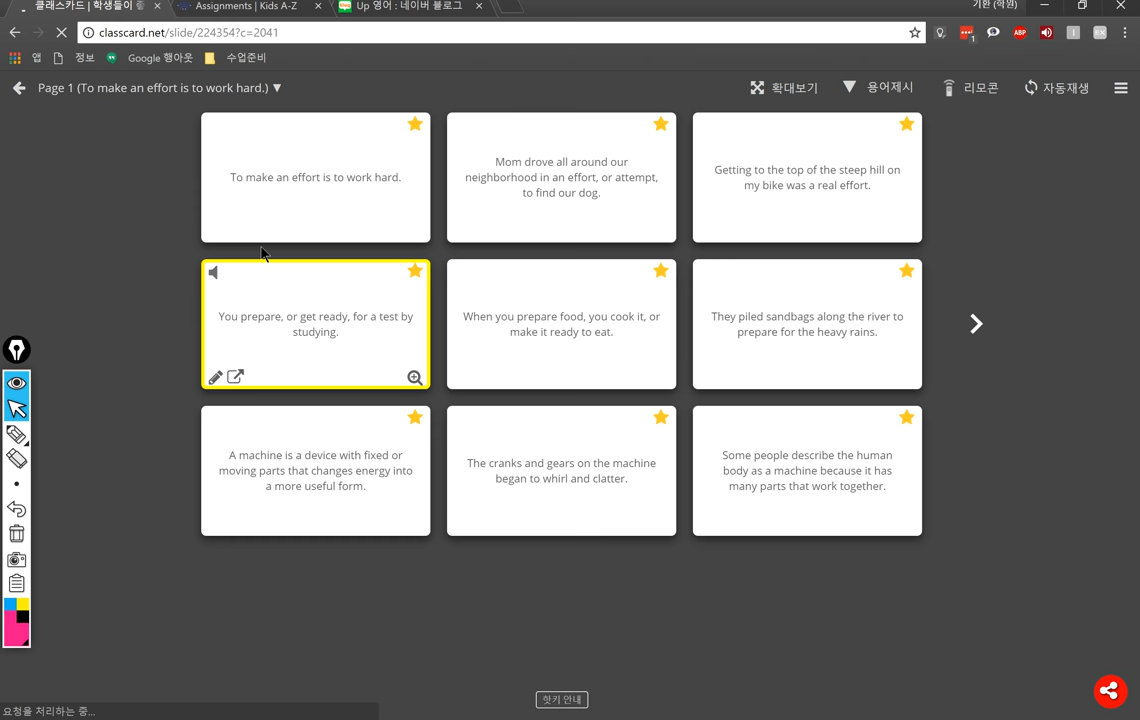 클래스카드 | 학생들이 좋
Assignments | Kids A-Z
Up 영어 : 네이버 블로그
기환 (학원)
classcard.net/slide/224354?c=2041
ABP
1
앱
정보
Google 행아웃
수업준비
Page 1 (To make an effort is to work hard.) ▼
확대보기
용어제시
리모콘
자동재생
To make an effort is to work hard.
Mom drove all around our
neighborhood in an effort, or attempt,
to find our dog.
Getting to the top of the steep hill on
my bike was a real effort.
You prepare, or get ready, for a test by
studying.
When you prepare food, you cook it, or
make it ready to eat.
They piled sandbags along the river to
prepare for the heavy rains.
A machine is a device with fixed or
moving parts that changes energy into
a more useful form.
The cranks and gears on the machine
began to whirl and clatter.
Some people describe the human
body as a machine because it has
many parts that work together.
핫키 안내
요청을 처리하는 중...